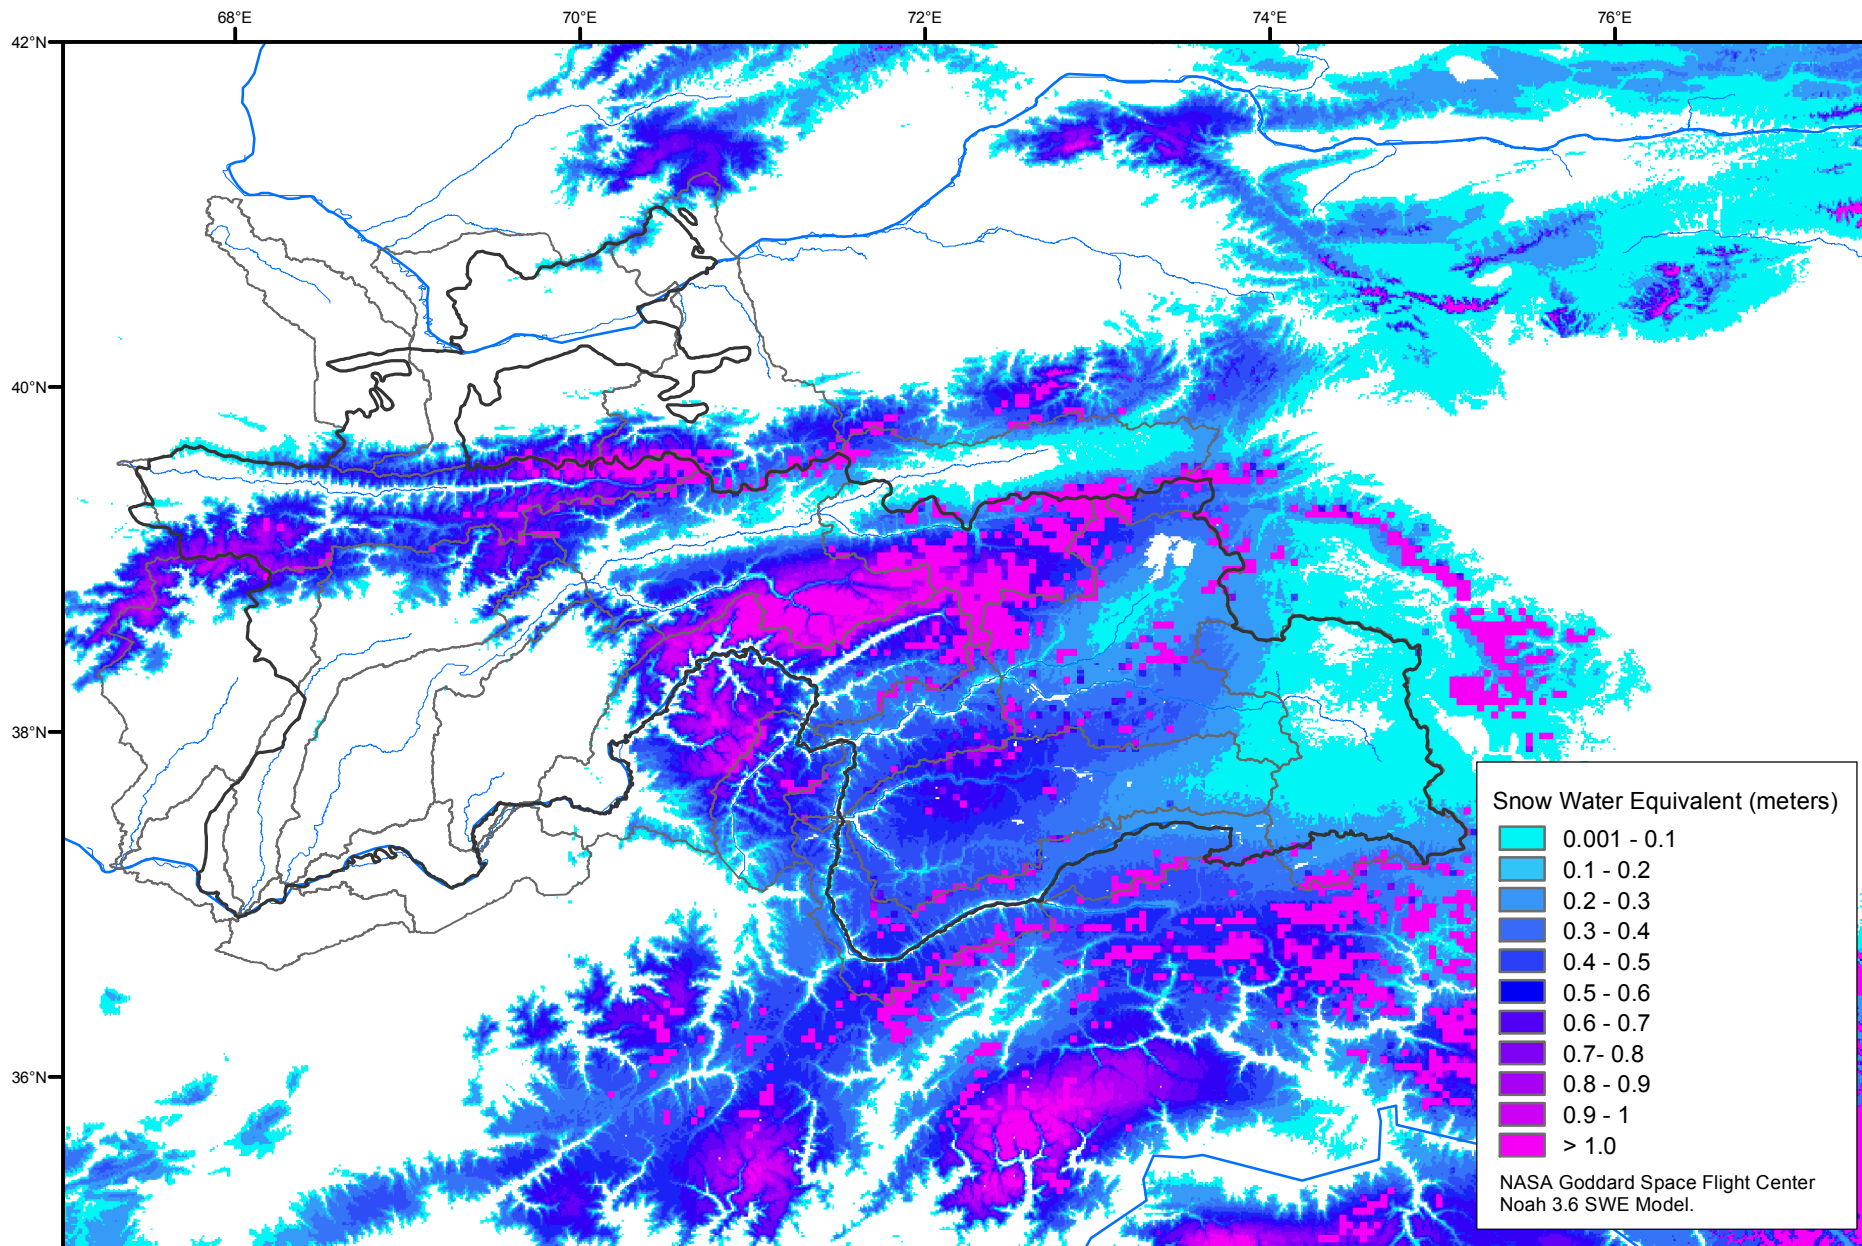 68°E 70°E 72°E 74°E 76°E
42°N
40°N
38°N
36°N
Snow Water Equivalent (meters)
0.001 - 0.1
0.1 - 0.2
0.2 - 0.3
0.3 - 0.4
0.4 - 0.5
0.5 - 0.6
0.6 - 0.7
0.7- 0.8
0.8 - 0.9
0.9 - 1
> 1.0
NASA Goddard Space Flight Center
Noah 3.6 SWE Model.